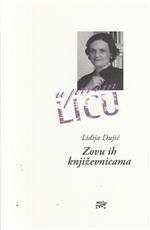 u prvom
LICU
Lidija Dujić
Zovu ih
književnicama